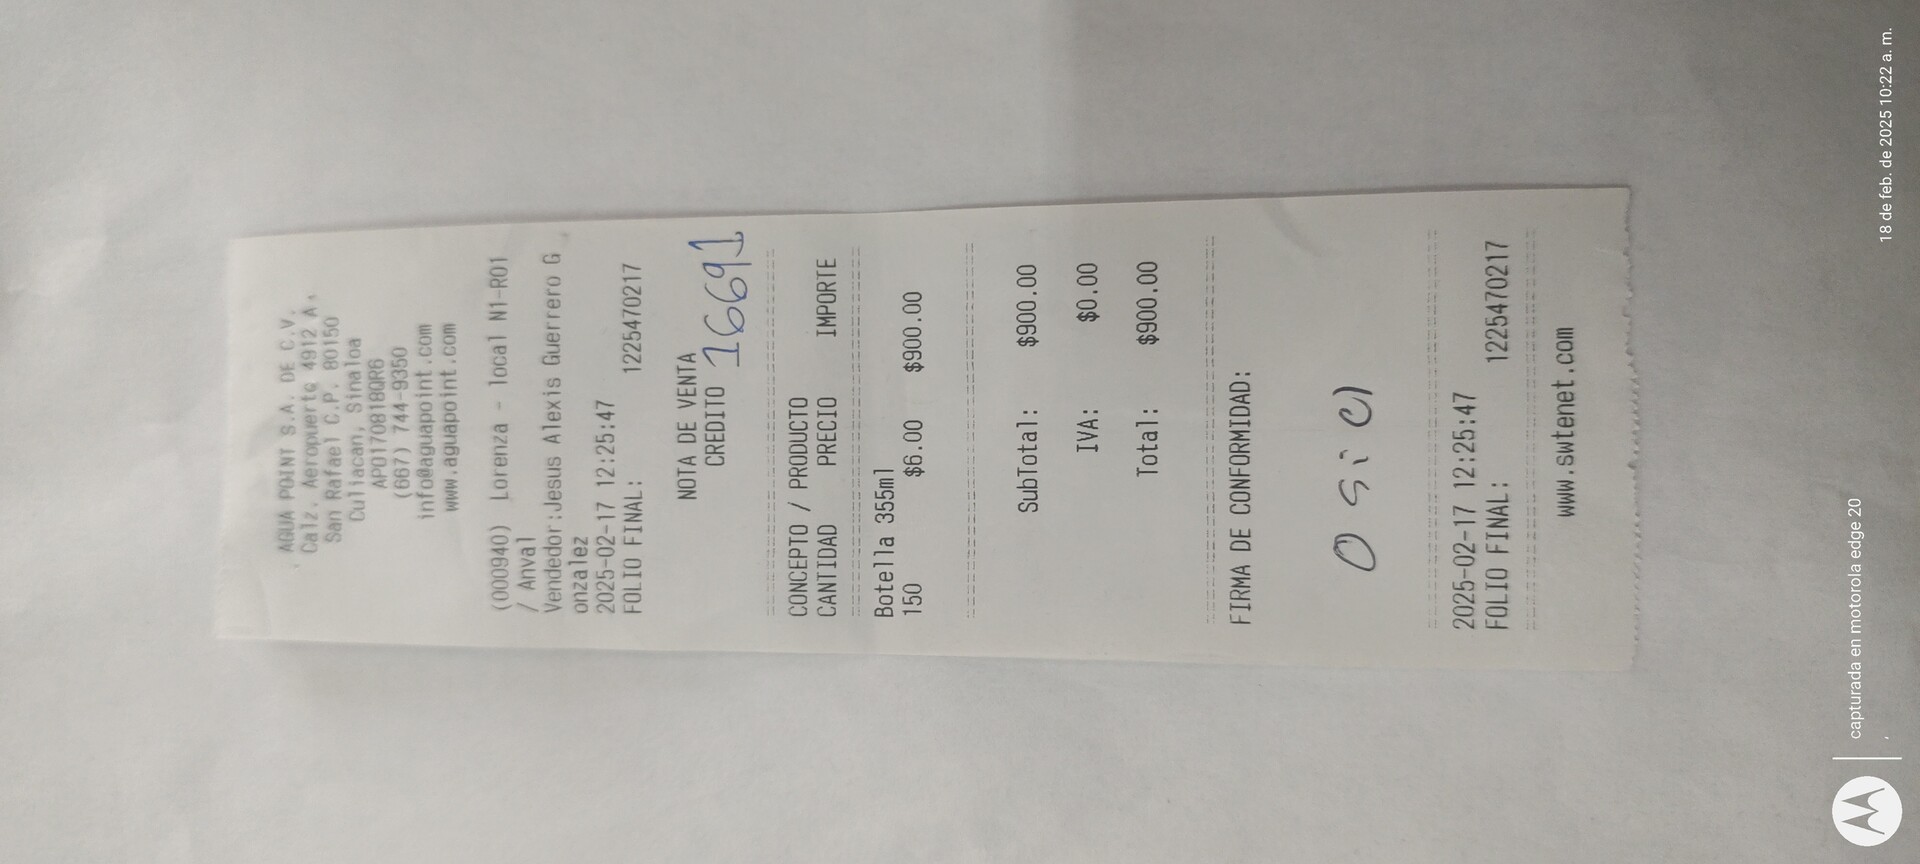 AGUA POINT S.A. DE C.V.
Calz. Aeropuerto 4912 A,
San Rafael C.P. 80150
Culiacan, Sinaloa
APO170818QR6
(667) 744-9350
info@aguapoint.com
www.aguapoint.com
(000940) Lorenza - local N1-R01
/ Anval
Vendedor:Jesus Alexis Guerrero G
onzalez
2025-02-17 12:25:47
FOLIO FINAL: 1225470217
NOTA DE VENTA
CREDITO 16691
CONCEPTO / PRODUCTO
CANTIDAD PRECIO IMPORTE
Botella 355ml
150 $6.00 $900.00
SubTotal: $900.00
IVA: $0.00
Total: $900.00
FIRMA DE CONFORMIDAD:
2025-02-17 12:25:47
FOLIO FINAL: 1225470217
www.swtenet.com
capturada en motorola edge 20
18 de feb. de 2025 10:22 a. m.